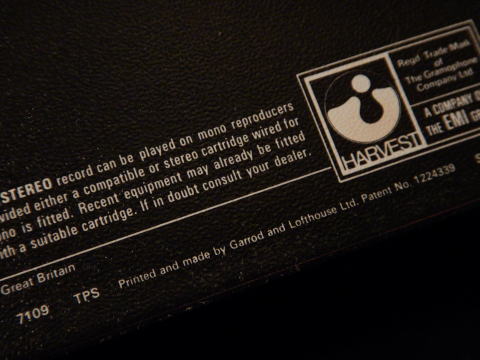 STEREO record can be played on mono reproducers
vided either a compatible or stereo cartridge wired for
no is fitted. Recent equipment may already be fitted
th a suitable cartridge. If in doubt consult your dealer.
HARVEST
Regd Trade Mark
of
The Gramophone
Company Ltd
A COMPANY
THE EMI
Great Britain
7109 TPS Printed and made by Garrod and Lofthouse Ltd. Patent No. 1224339